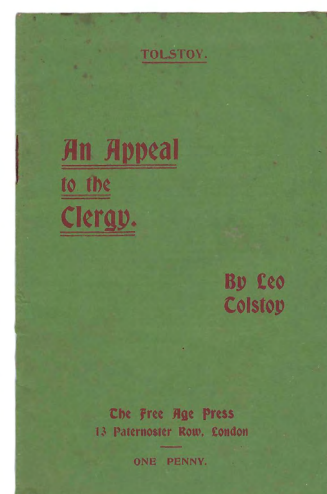 TOLSTOY.
An Appeal
to the
Clergy.
By Leo
Tolstoy
The Free Age Press
13 Paternoster Row, London
ONE PENNY.